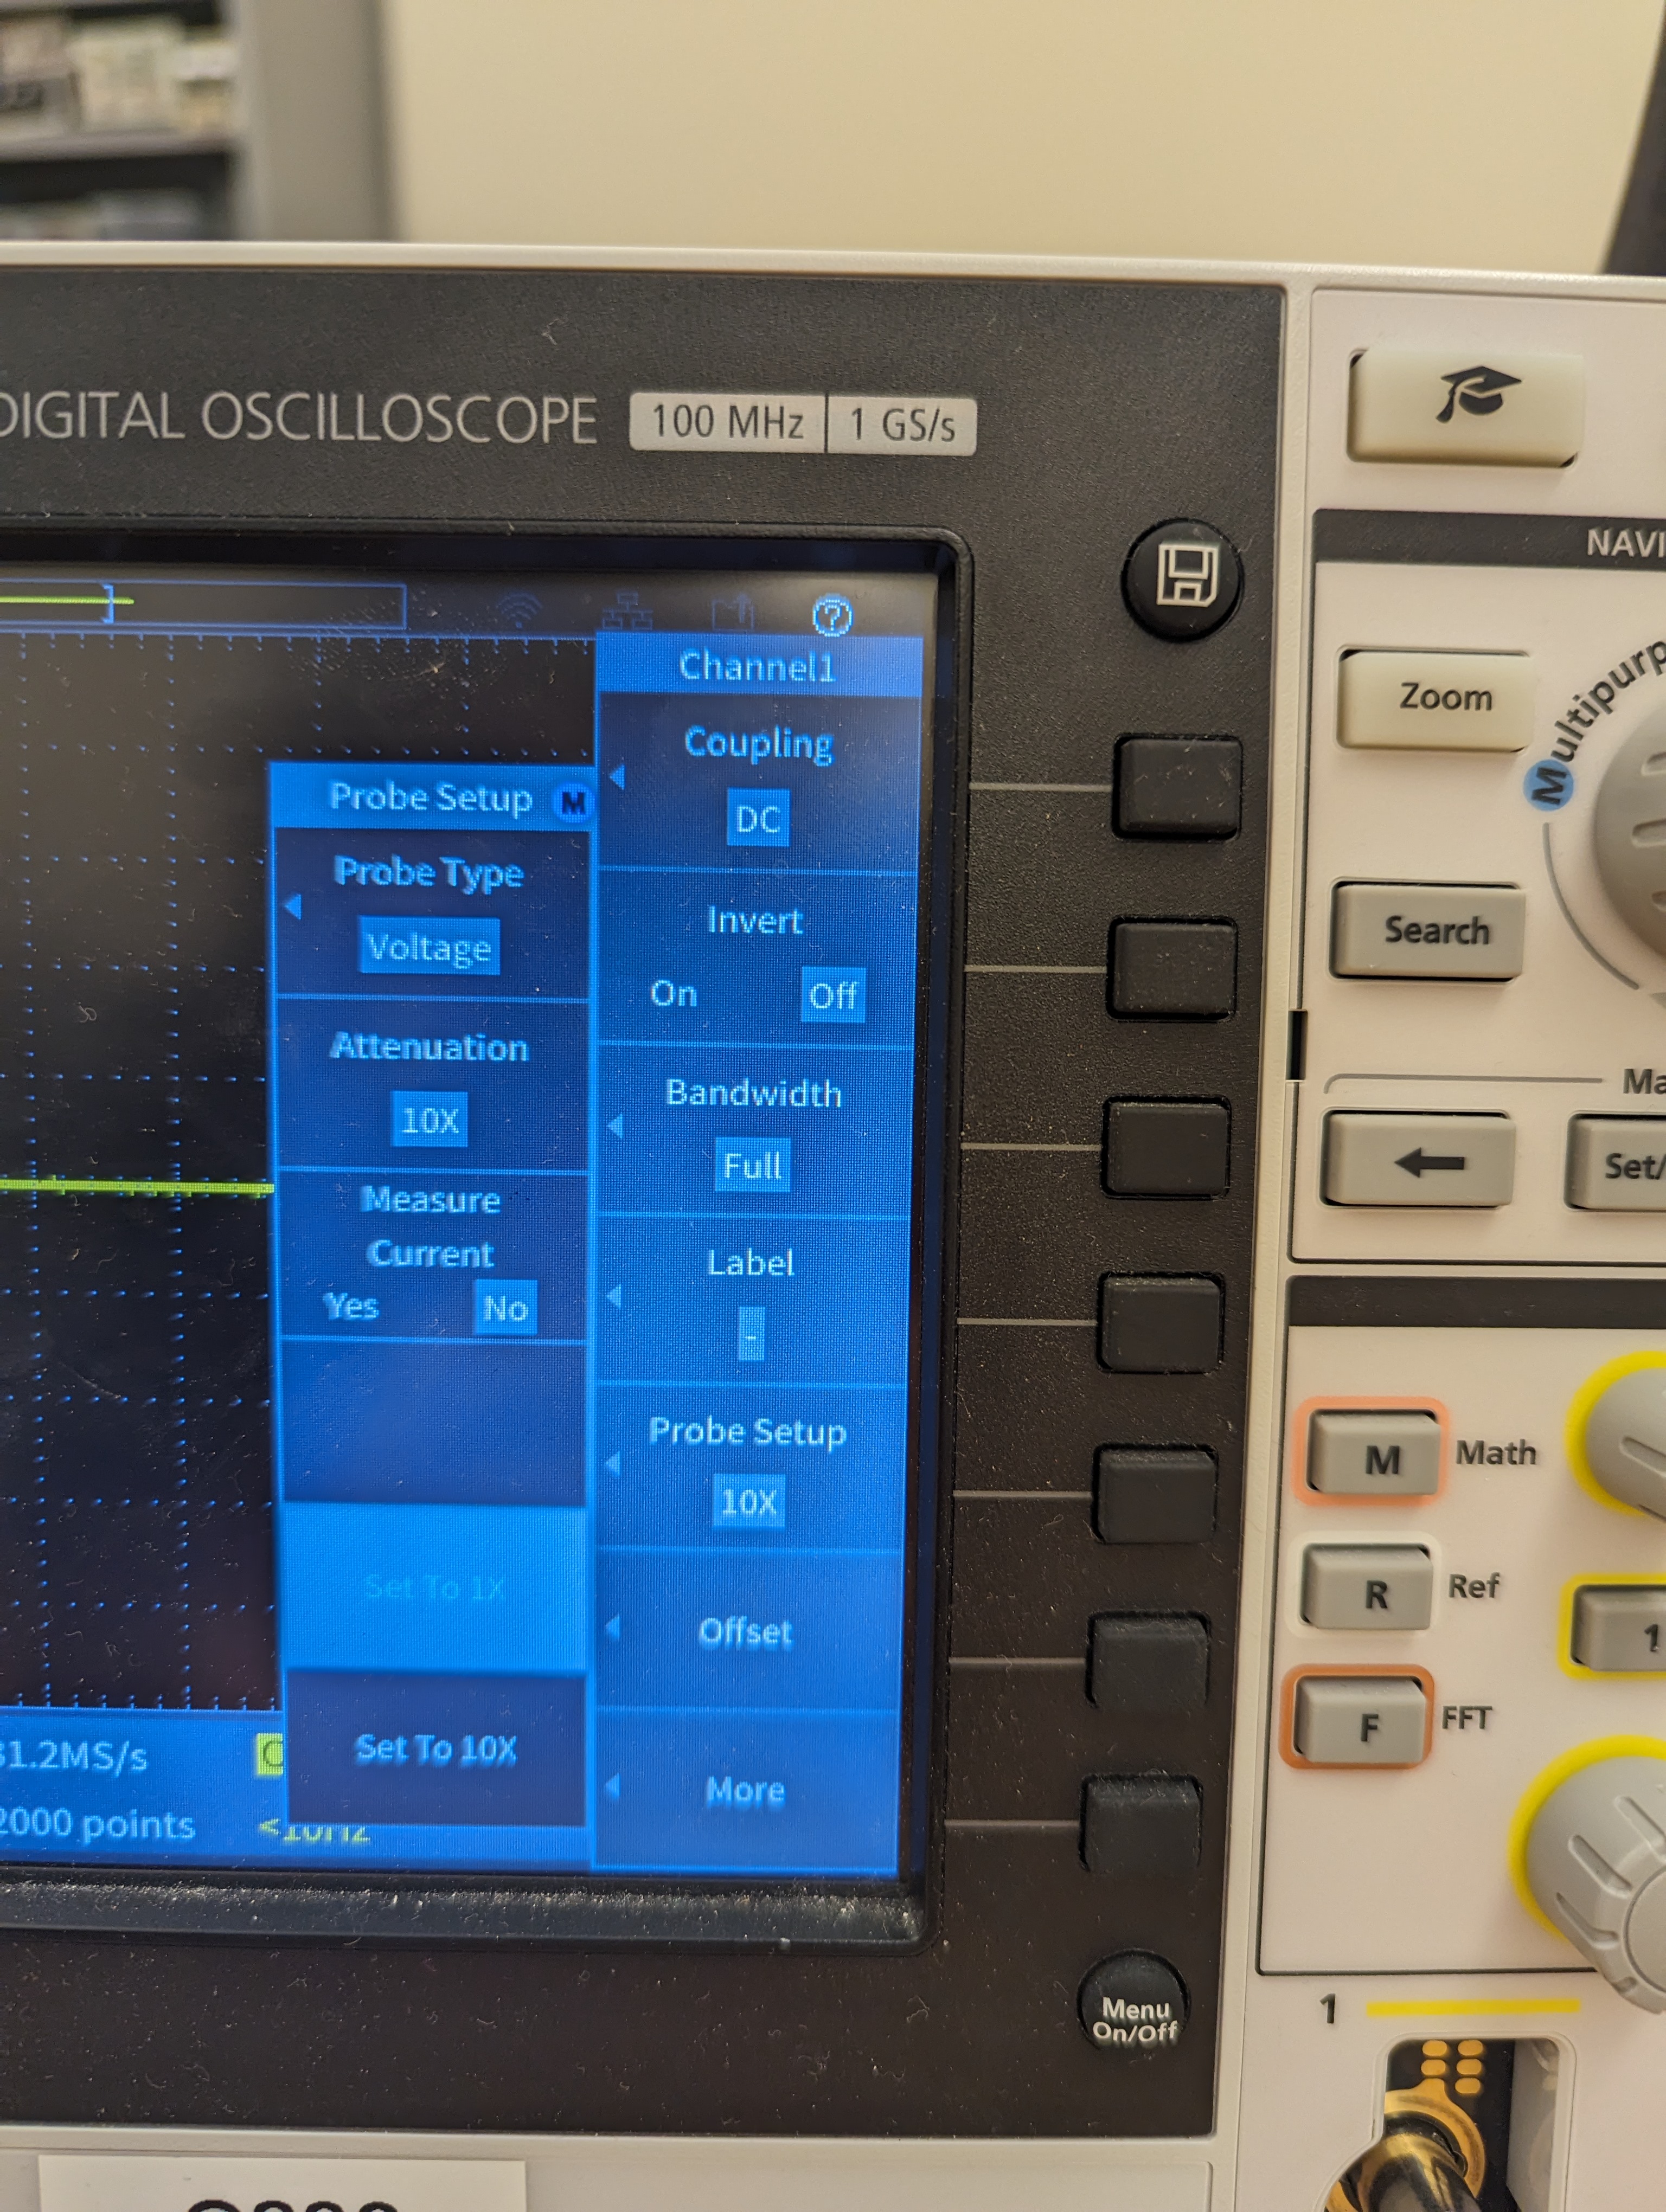 DIGITAL OSCILLOSCOPE
100 MHz
1 GS/s
Channel1
Coupling
DC
Invert
On Off
Bandwidth
Full
Label
-
Probe Setup
10X
Offset
More
Probe Setup M
Probe Type
Voltage
Attenuation
10X
Measure
Current
Yes No
Set To 1X
Set To 10X
1.2MS/s
2000 points
<10Hz
Menu
On/Off
NAVI
Multipurp
Zoom
Search
Ma
Set/
M Math
R Ref
F FFT
1
1